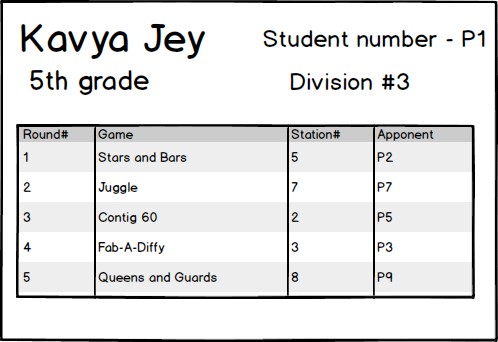 Kavya Jey Student number - P1
5th grade Division #3
Round# Game Station# Apponent
1 Stars and Bars 5 P2
2 Juggle 7 P7
3 Contig 60 2 P5
4 Fab-A-Diffy 3 P3
5 Queens and Guards 8 P9